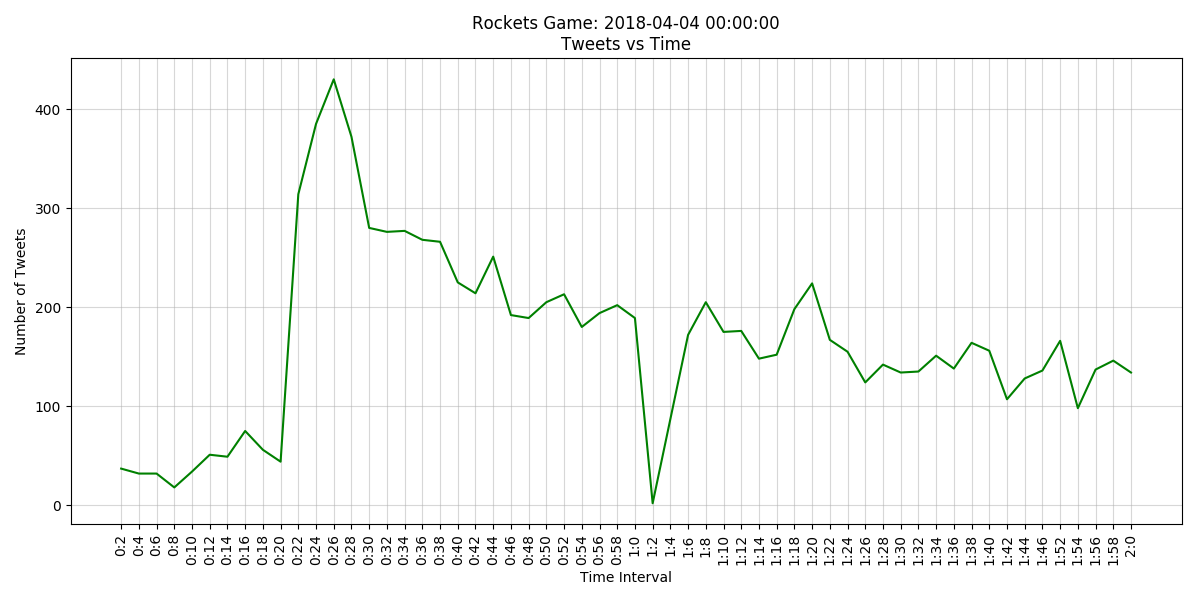 Rockets Game: 2018-04-04 00:00:00
Tweets vs Time
Number of Tweets
400
300
200
100
0
0:2 0:4 0:6 0:8 0:10 0:12 0:14 0:16 0:18 0:20 0:22 0:24 0:26 0:28 0:30 0:32 0:34 0:36 0:38 0:40 0:42 0:44 0:46 0:48 0:50 0:52 0:54 0:56 0:58 1:0 1:2 1:4 1:6 1:8 1:10 1:12 1:14 1:16 1:18 1:20 1:22 1:24 1:26 1:28 1:30 1:32 1:34 1:36 1:38 1:40 1:42 1:44 1:46 1:52 1:54 1:56 1:58 2:0
Time Interval